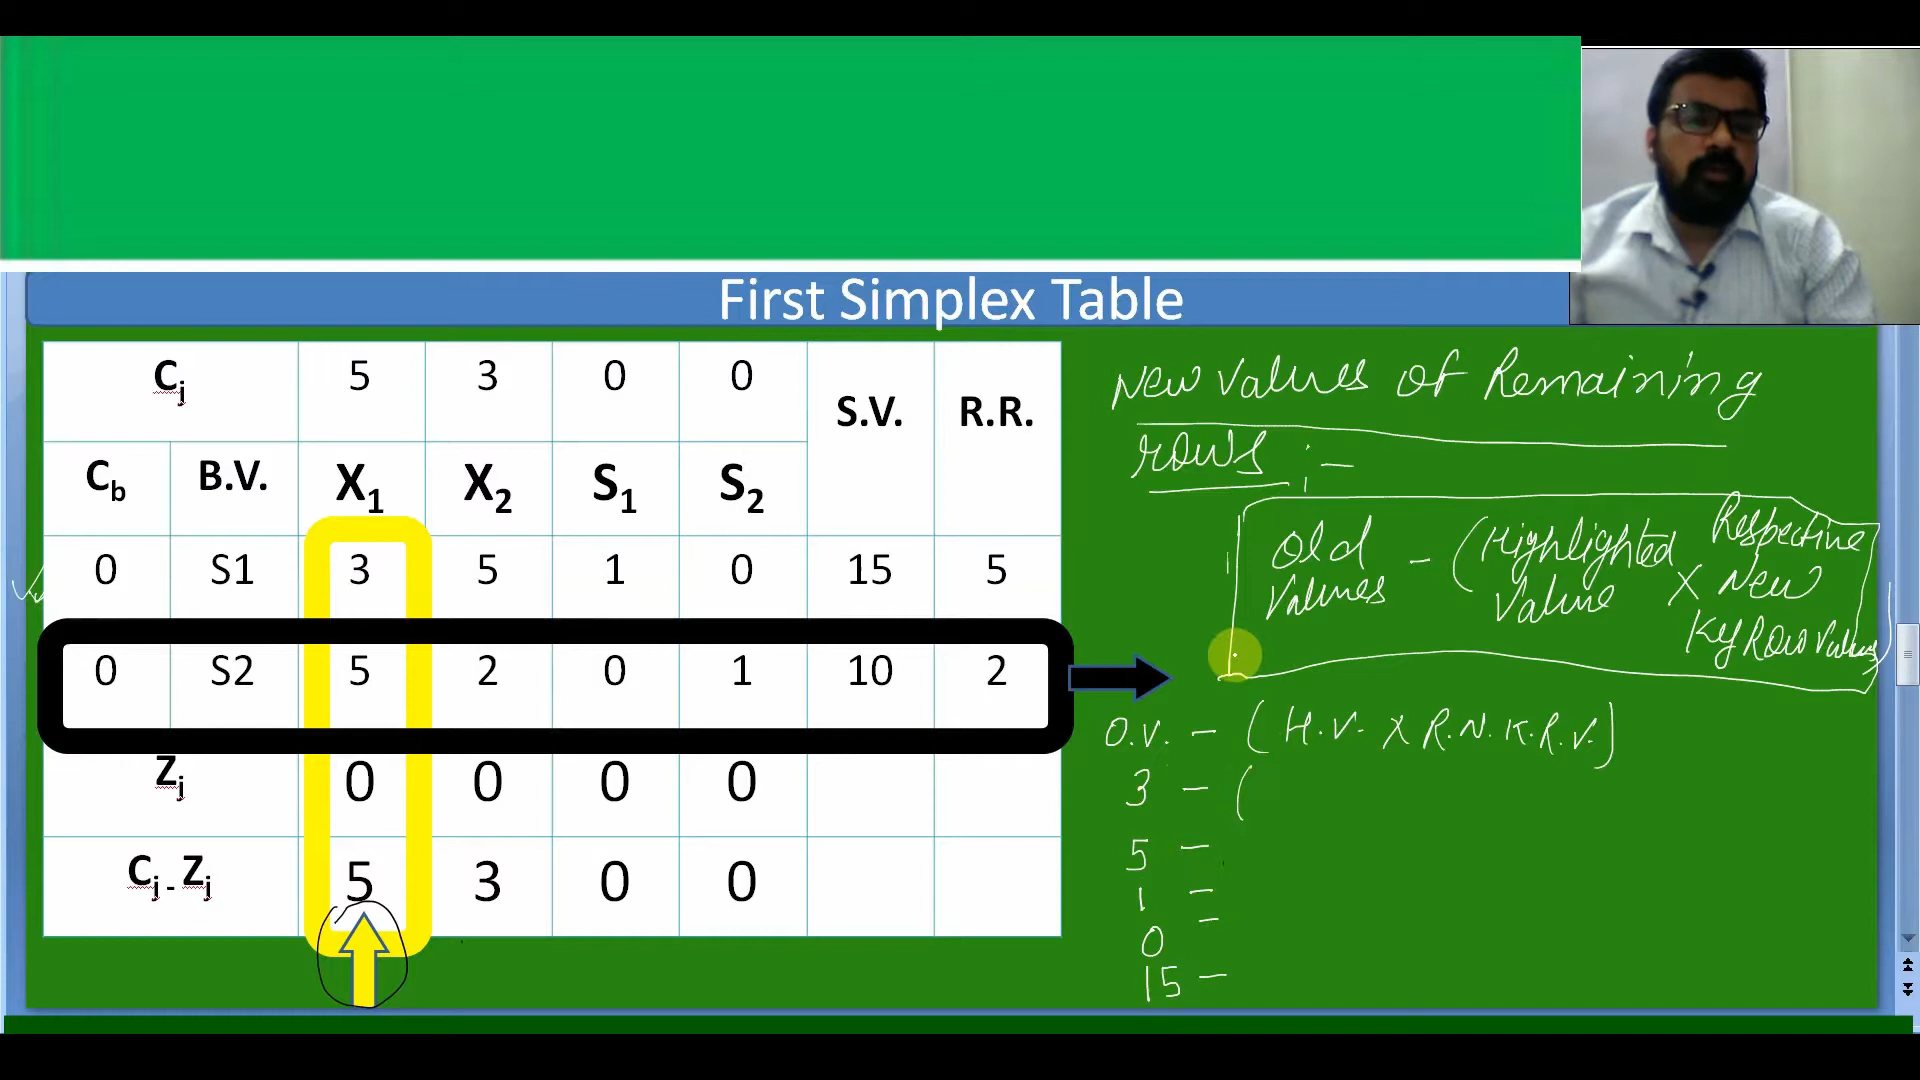 First Simplex Table
Cj 5 3 0 0 S.V. R.R.
Cb B.V. X1 X2 S1 S2
0 S1 3 5 1 0 15 5
0 S2 5 2 0 1 10 2
Zj 0 0 0 0
Cj - Zj 5 3 0 0
New Values of Remaining
rows :-
Old Values - (Highlighted Value X Respective New Ky Row Values)
O.V. - (H.V. X R.N.K.R.V.)
3 - (
5 -
1 -
0 -
15 -